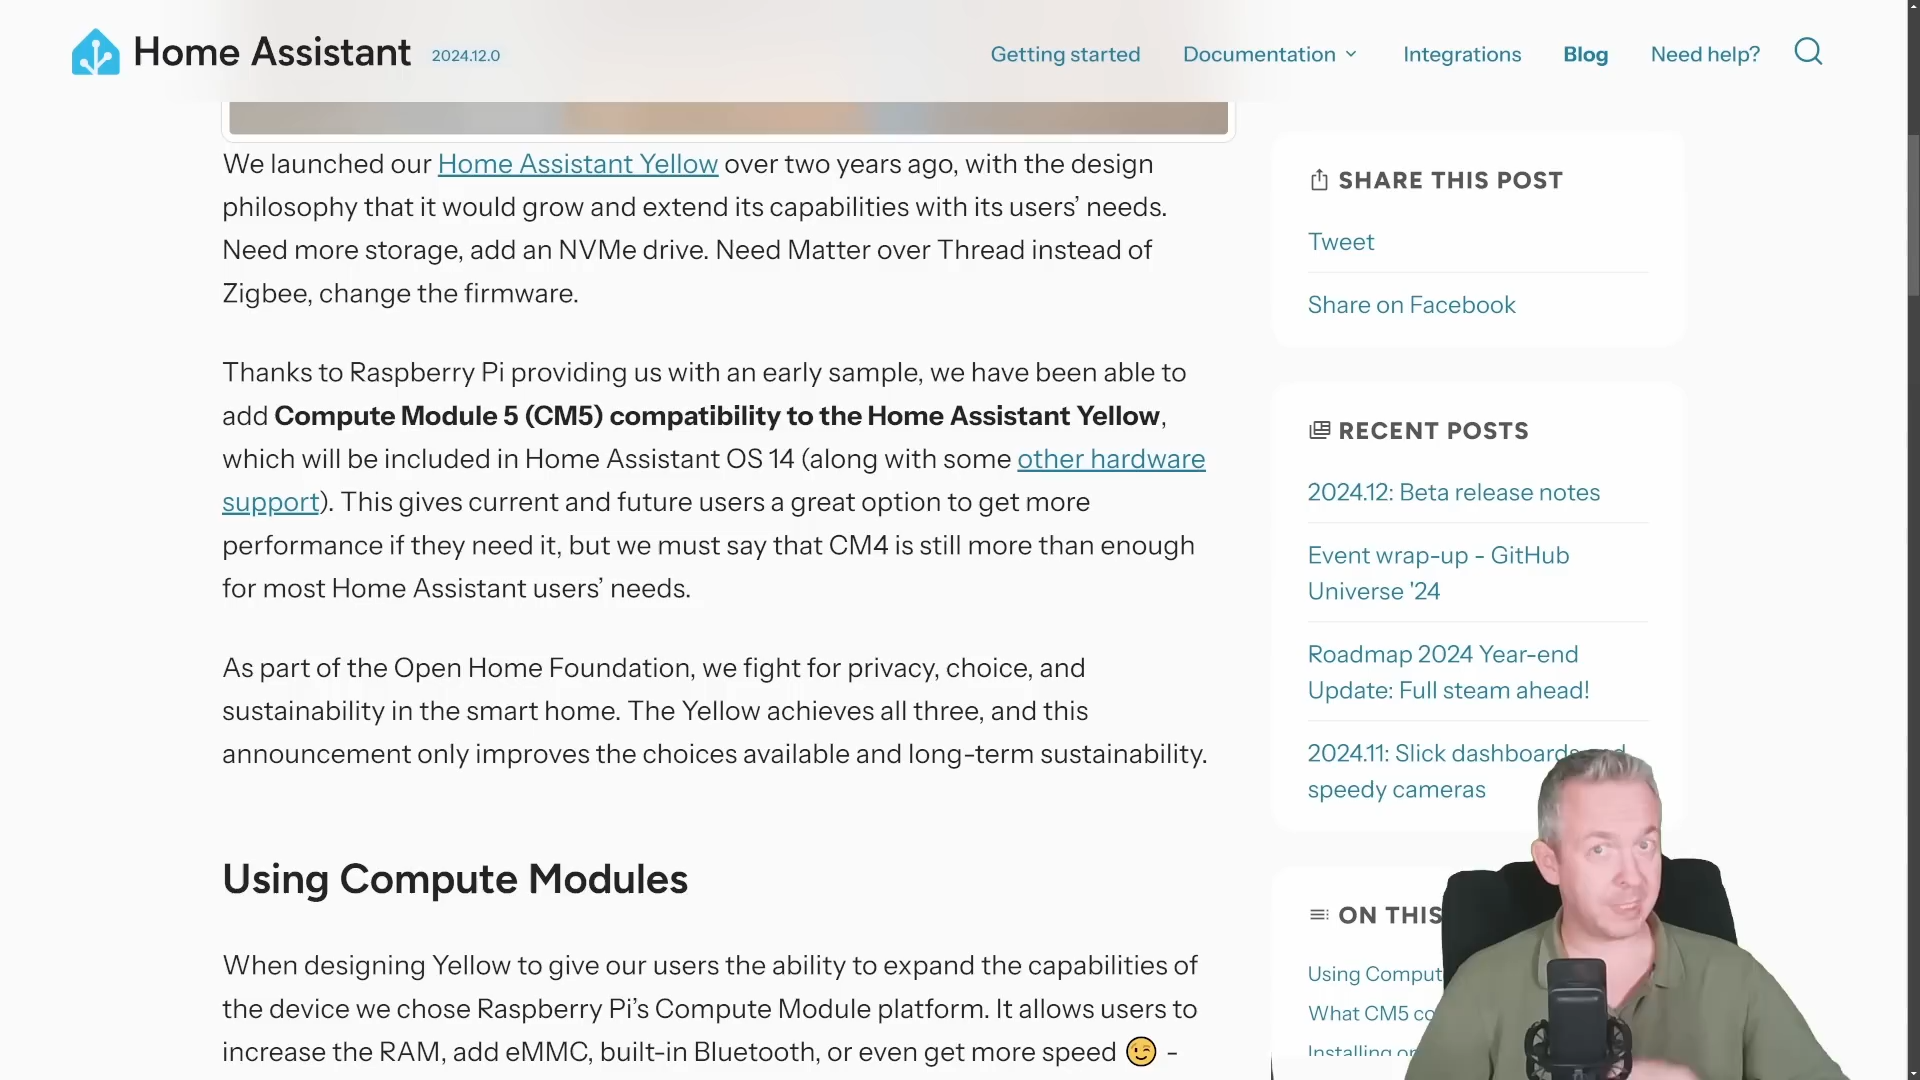 Home Assistant 2024.12.0
Getting started
Documentation
Integrations
Blog
Need help?
We launched our Home Assistant Yellow over two years ago, with the design
philosophy that it would grow and extend its capabilities with its users’ needs.
Need more storage, add an NVMe drive. Need Matter over Thread instead of
Zigbee, change the firmware.
Thanks to Raspberry Pi providing us with an early sample, we have been able to
add Compute Module 5 (CM5) compatibility to the Home Assistant Yellow,
which will be included in Home Assistant OS 14 (along with some other hardware
support). This gives current and future users a great option to get more
performance if they need it, but we must say that CM4 is still more than enough
for most Home Assistant users’ needs.
As part of the Open Home Foundation, we fight for privacy, choice, and
sustainability in the smart home. The Yellow achieves all three, and this
announcement only improves the choices available and long-term sustainability.
Using Compute Modules
When designing Yellow to give our users the ability to expand the capabilities of
the device we chose Raspberry Pi’s Compute Module platform. It allows users to
increase the RAM, add eMMC, built-in Bluetooth, or even get more speed 😉 -
SHARE THIS POST
Tweet
Share on Facebook
RECENT POSTS
2024.12: Beta release notes
Event wrap-up - GitHub
Universe '24
Roadmap 2024 Year-end
Update: Full steam ahead!
2024.11: Slick dashboards and
speedy cameras
ON THIS
Using Comput
What CM5 co
Installing